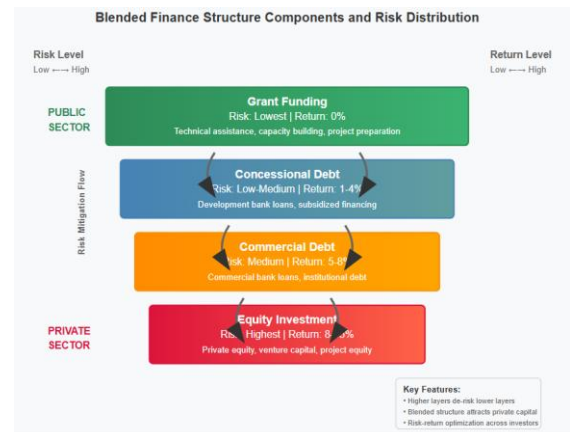 Blended Finance Structure Components and Risk Distribution
Risk Level
Low ←→ High
Return Level
Low ←→ High
PUBLIC
SECTOR
Grant Funding
Risk: Lowest | Return: 0%
Technical assistance, capacity building, project preparation
Risk Mitigation Flow
Concessional Debt
Risk: Low-Medium | Return: 1-4%
Development bank loans, subsidized financing
Commercial Debt
Risk: Medium | Return: 5-8%
Commercial bank loans, institutional debt
PRIVATE
SECTOR
Equity Investment
Risk: Highest | Return:
Private equity, venture capital, project equity
Key Features:
• Higher layers de-risk lower layers
• Blended structure attracts private capital
• Risk-return optimization across investors